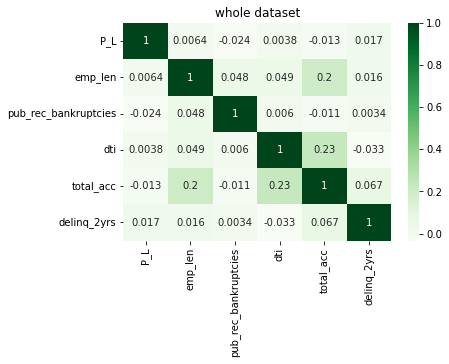 whole dataset
P_L 1 0.0064 -0.024 0.0038 -0.013 0.017
emp_len 0.0064 1 0.048 0.049 0.2 0.016
pub_rec_bankruptcies -0.024 0.048 1 0.006 -0.011 0.0034
dti 0.0038 0.049 0.006 1 0.23 -0.033
total_acc -0.013 0.2 -0.011 0.23 1 0.067
delinq_2yrs 0.017 0.016 0.0034 -0.033 0.067 1
P_L emp_len pub_rec_bankruptcies dti total_acc delinq_2yrs
1.0
0.8
0.6
0.4
0.2
0.0